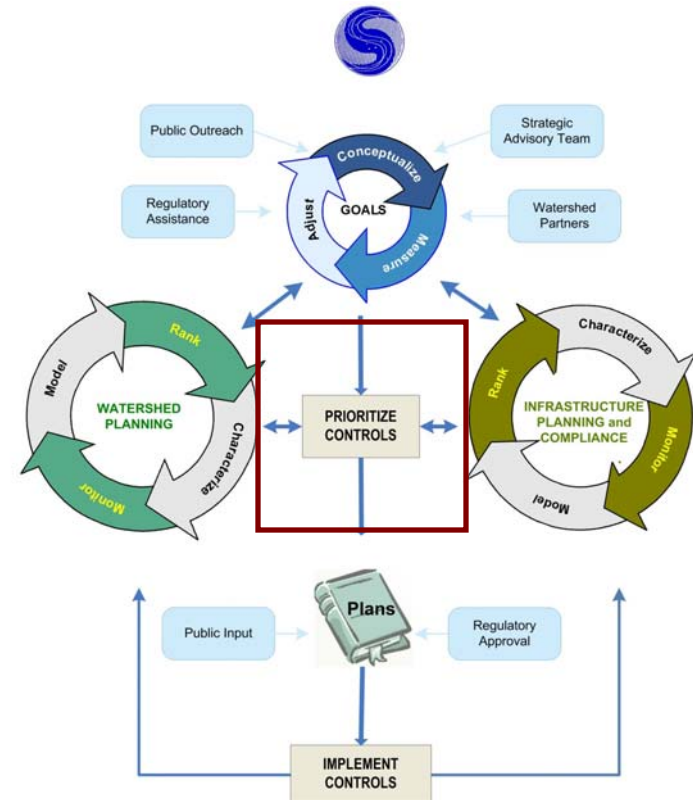 Public Outreach
Strategic
Advisory Team
Conceptualize
Regulatory
Assistance
GOALS
Adjust
Measure
Watershed
Partners
Rank
Model
WATERSHED
PLANNING
Characterize
Monitor
PRIORITIZE
CONTROLS
Characterize
Rank
INFRASTRUCTURE
PLANNING and
COMPLIANCE
Monitor
Model
Plans
Public Input
Regulatory
Approval
IMPLEMENT
CONTROLS